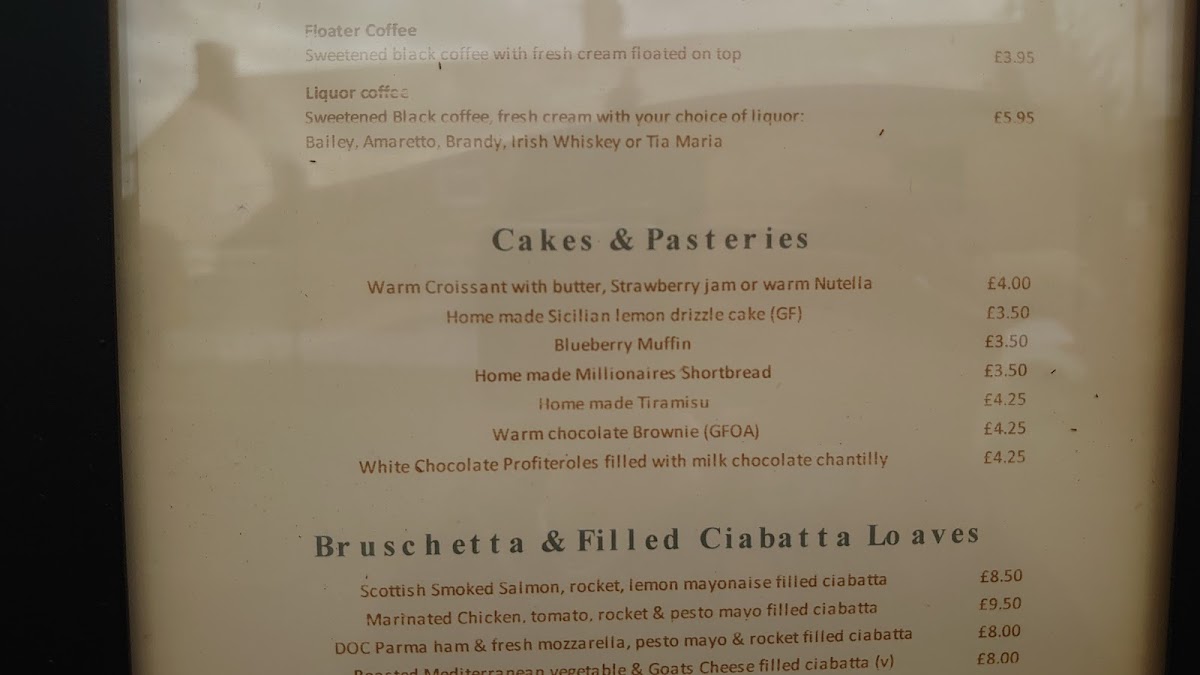 Floater Coffee
Sweetened black coffee with fresh cream floated on top £3.95
Liquor coffee
Sweetened Black coffee, fresh cream with your choice of liquor: £5.95
Bailey, Amaretto, Brandy, Irish Whiskey or Tia Maria
Cakes & Pasteries
Warm Croissant with butter, Strawberry jam or warm Nutella £4.00
Home made Sicilian lemon drizzle cake (GF) £3.50
Blueberry Muffin £3.50
Home made Millionaires Shortbread £3.50
Home made Tiramisu £4.25
Warm chocolate Brownie (GFOA) £4.25
White Chocolate Profiteroles filled with milk chocolate chantilly £4.25
Bruschetta & Filled Ciabatta Loaves
Scottish Smoked Salmon, rocket, lemon mayonaise filled ciabatta £8.50
Marinated Chicken, tomato, rocket & pesto mayo filled ciabatta £9.50
DOC Parma ham & fresh mozzarella, pesto mayo & rocket filled ciabatta £8.00
Roasted Mediterranean vegetable & Goats Cheese filled ciabatta (v) £8.00